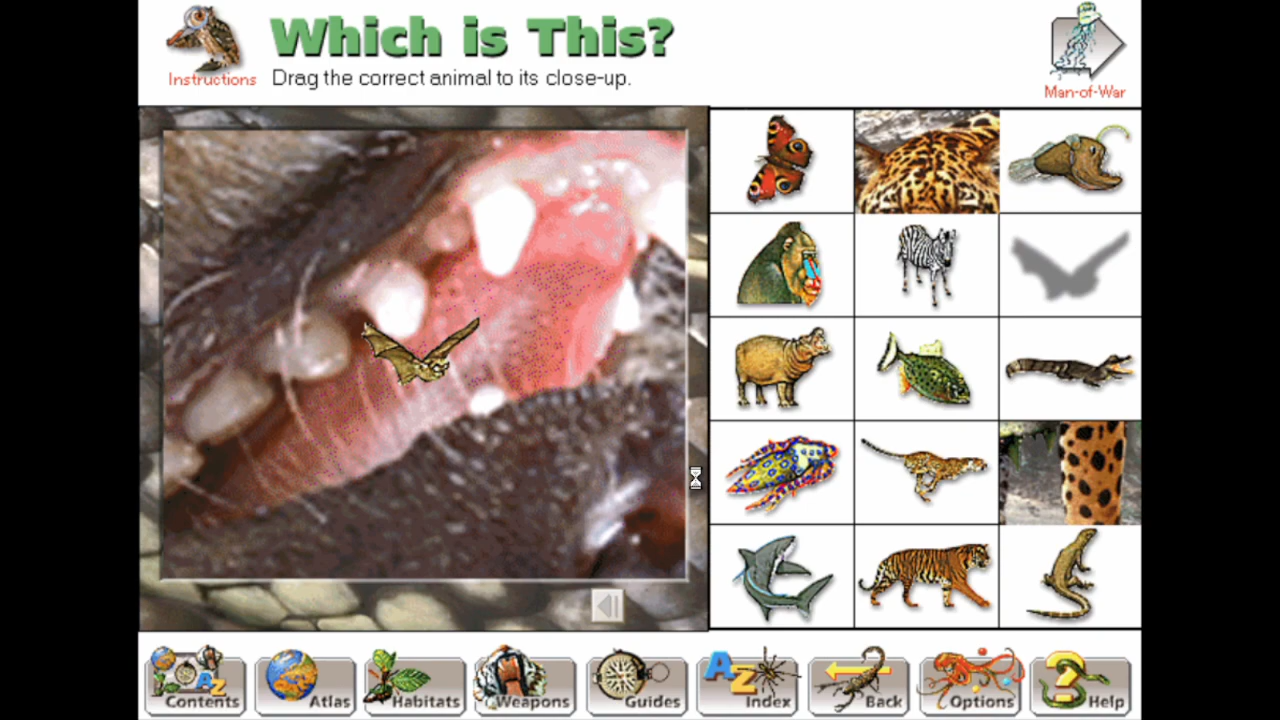 Which is This?
Instructions
Drag the correct animal to its close-up.
Man-of-War
Contents
Atlas
Habitats
Weapons
Guides
AZ
Index
Back
Options
?
Help